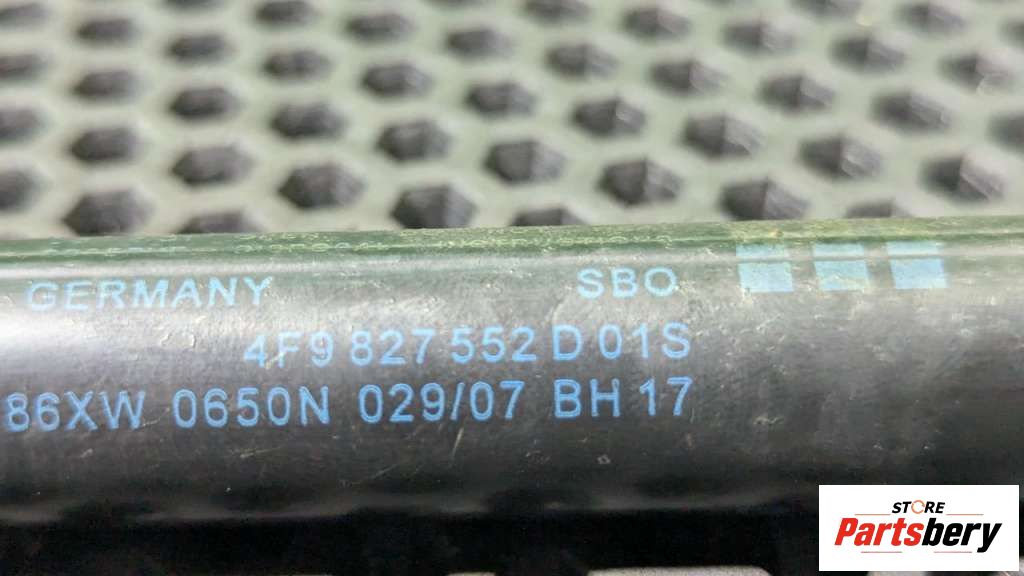 GERMANY SBO
4F9 827 552 D 01S
86XW 0650N 029/07 BH 17
STORE
Partsbery